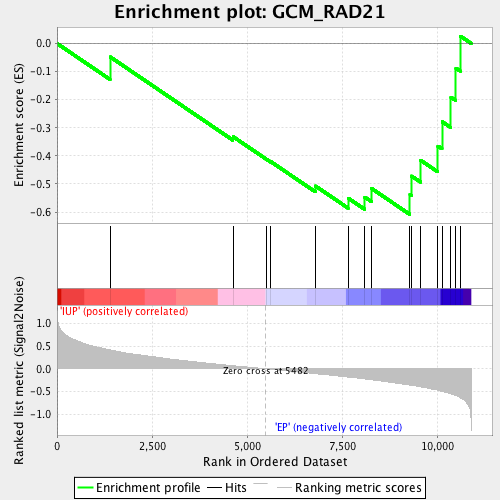 Enrichment plot: GCM_RAD21
Enrichment score (ES)
0.0
-0.1
-0.2
-0.3
-0.4
-0.5
-0.6
'IUP' (positively correlated)
Ranked list metric (Signal2Noise)
1.0
0.5
0.0
-0.5
-1.0
Zero cross at 5482
'EP' (negatively correlated)
0 2,500 5,000 7,500 10,000
Rank in Ordered Dataset
Enrichment profile Hits Ranking metric scores